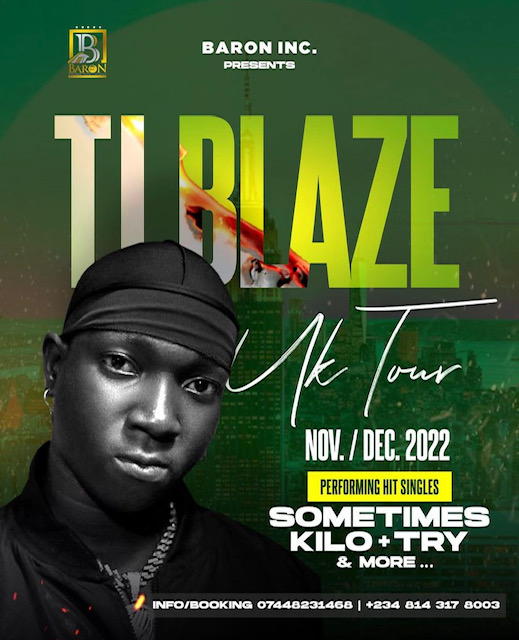 B
BARON
BARON INC.
PRESENTS
TI BLAZE
Uk Tour
NOV. / DEC. 2022
PERFORMING HIT SINGLES
SOMETIMES
KILO + TRY
& MORE ...
INFO/BOOKING 07448231468 | +234 814 317 8003